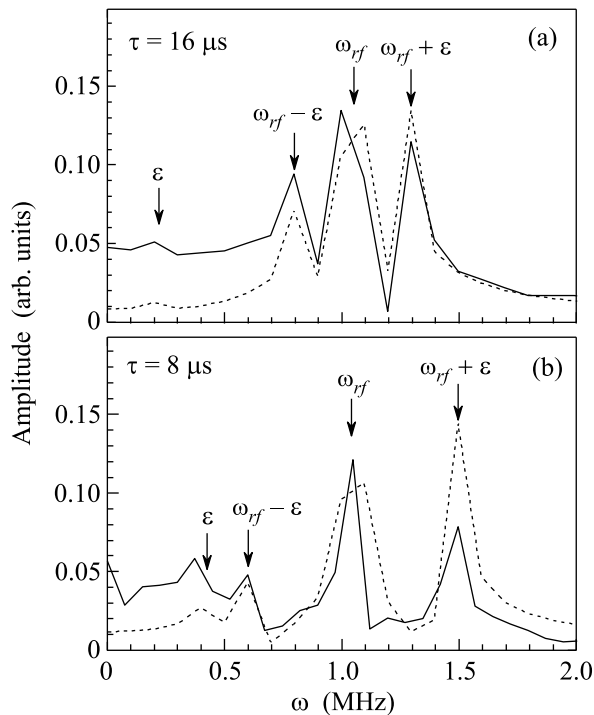 τ = 16 μs
(a)
ω_rf
ω_rf + ε
ω_rf − ε
ε
0.15
0.10
0.05
0
τ = 8 μs
(b)
ω_rf
ω_rf + ε
ε
ω_rf − ε
0.15
0.10
0.05
0
0
0.5
1.0
1.5
2.0
ω (MHz)
Amplitude (arb. units)